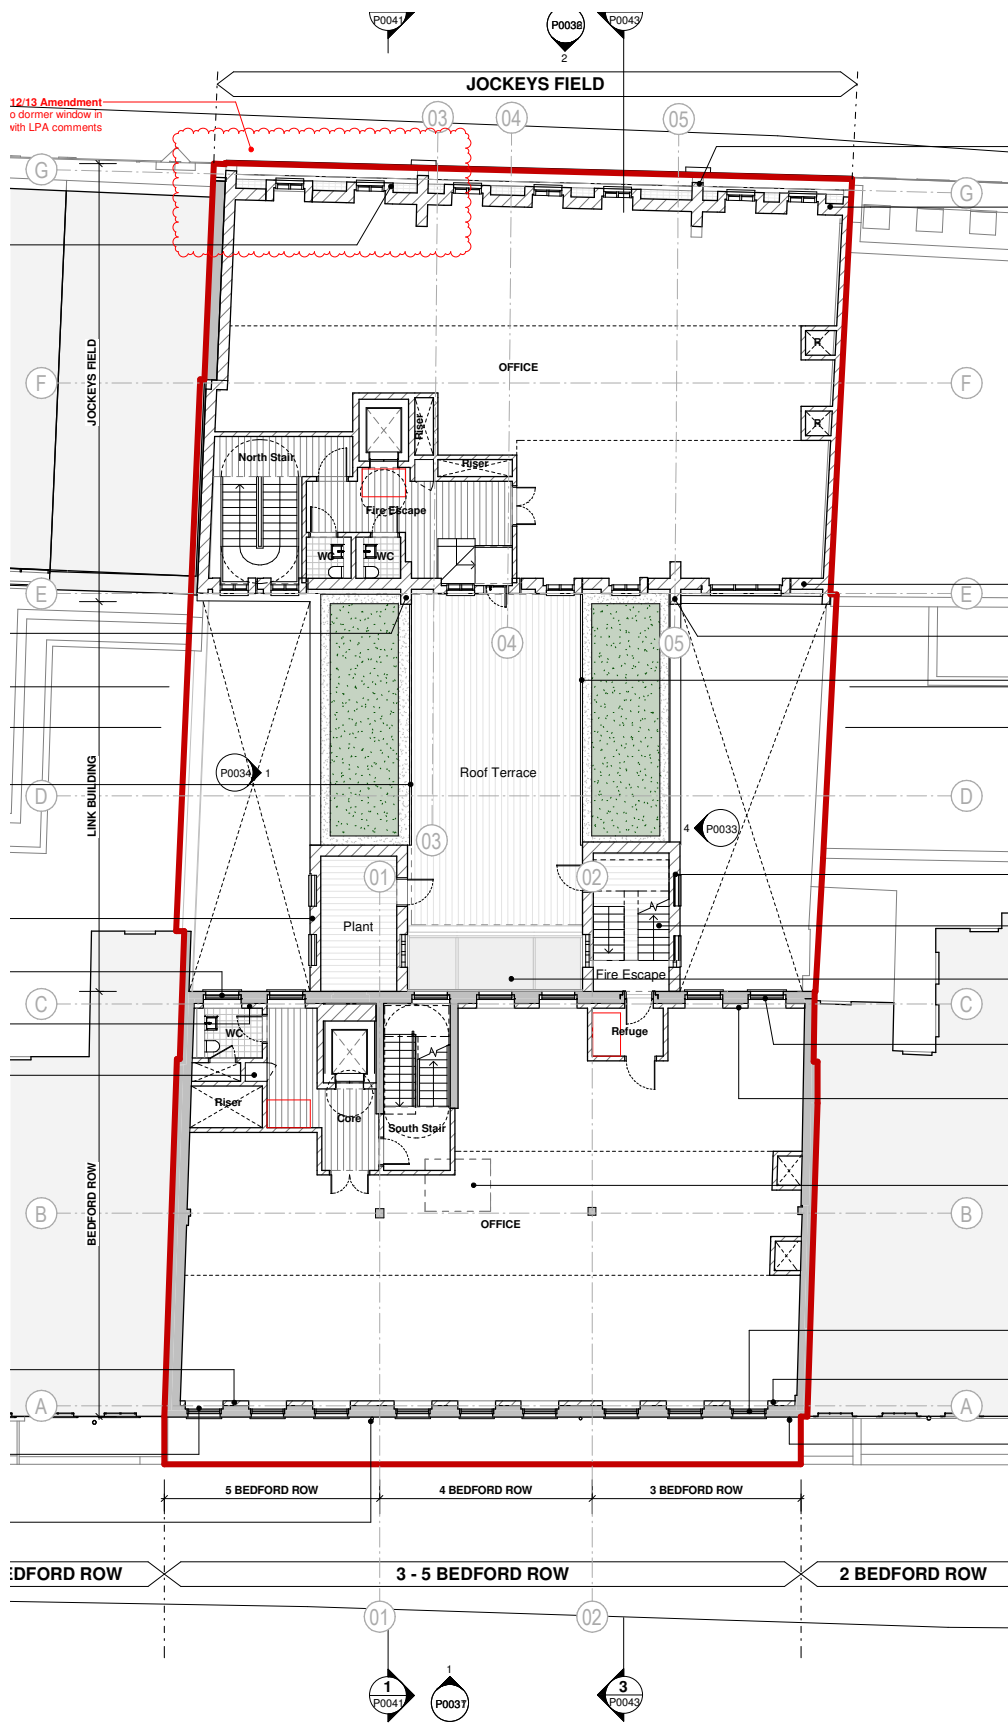 P0041
P0043
2
JOCKEYS FIELD
12/13 Amendment
o dormer window in
with LPA comments
03
04
05
G
G
JOCKEYS FIELD
OFFICE
R
F
F
R
Riser
North Stair
Riser
Fire Escape
WC
WC
E
E
04
05
LINK BUILDING
Roof Terrace
P0034
1
D
D
4
P0033
03
01
02
Plant
Fire Escape
C
C
WC
Refuge
Riser
Core
South Stair
BEDFORD ROW
B
B
OFFICE
A
A
5 BEDFORD ROW
4 BEDFORD ROW
3 BEDFORD ROW
EDFORD ROW
3 - 5 BEDFORD ROW
2 BEDFORD ROW
01
02
1
P0041
1
3
P0043